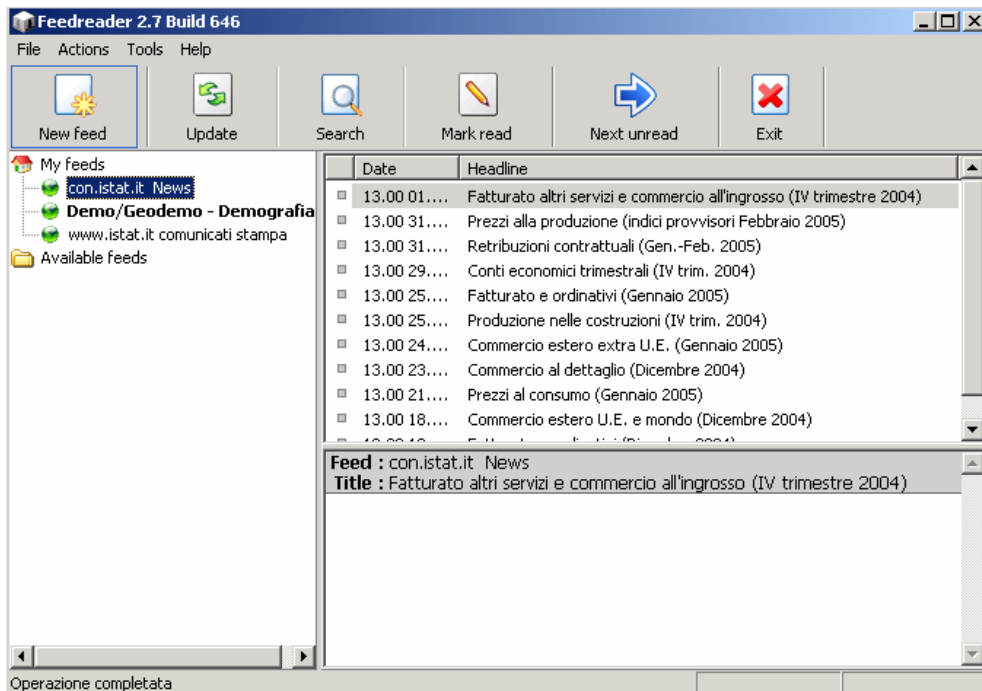 Feedreader 2.7 Build 646
File Actions Tools Help
New feed Update Search Mark read Next unread Exit
My feeds
con.istat.it News
Demo/Geodemo - Demografia
www.istat.it comunicati stampa
Available feeds
Date Headline
13.00 01.... Fatturato altri servizi e commercio all'ingrosso (IV trimestre 2004)
13.00 31.... Prezzi alla produzione (indici provvisori Febbraio 2005)
13.00 31.... Retribuzioni contrattuali (Gen.-Feb. 2005)
13.00 29.... Conti economici trimestrali (IV trim. 2004)
13.00 25.... Fatturato e ordinativi (Gennaio 2005)
13.00 25.... Produzione nelle costruzioni (IV trim. 2004)
13.00 24.... Commercio estero extra U.E. (Gennaio 2005)
13.00 23.... Commercio al dettaglio (Dicembre 2004)
13.00 21.... Prezzi al consumo (Gennaio 2005)
13.00 18.... Commercio estero U.E. e mondo (Dicembre 2004)
Feed : con.istat.it News
Title : Fatturato altri servizi e commercio all'ingrosso (IV trimestre 2004)
Operazione completata